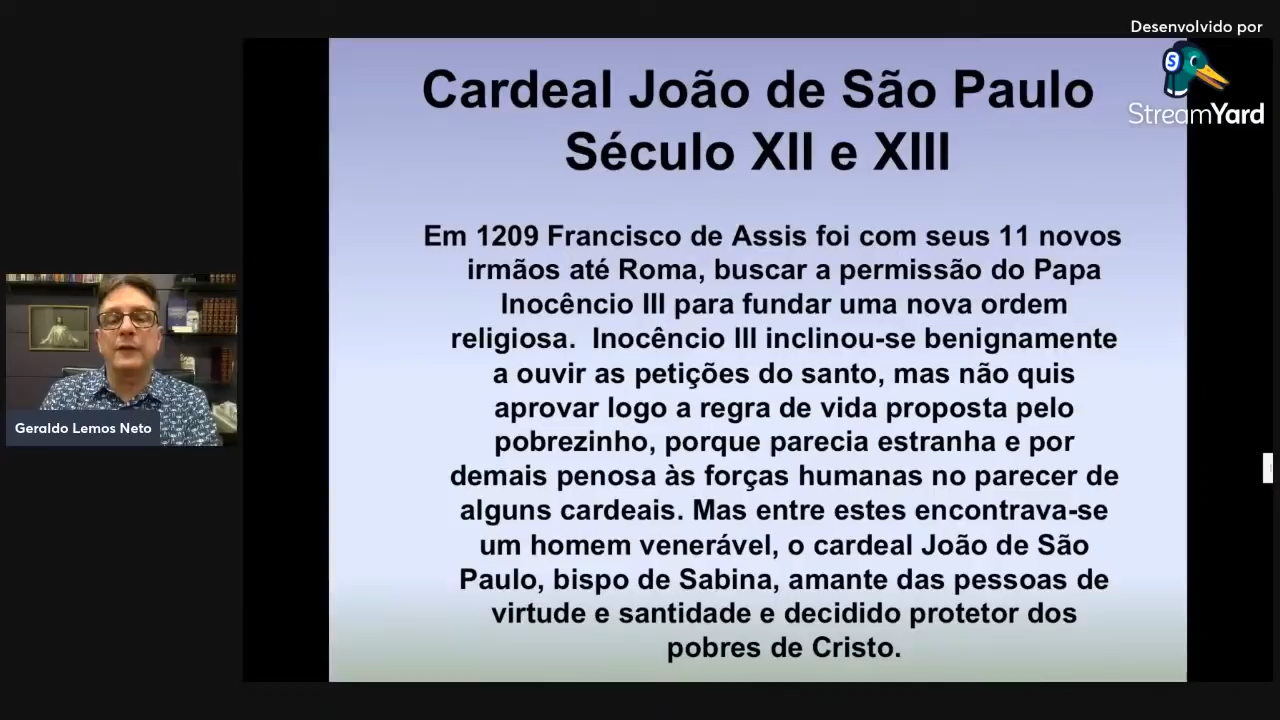 Desenvolvido por
StreamYard
Cardeal João de São Paulo
Século XII e XIII
Em 1209 Francisco de Assis foi com seus 11 novos
irmãos até Roma, buscar a permissão do Papa
Inocêncio III para fundar uma nova ordem
religiosa.  Inocêncio III inclinou-se benignamente
a ouvir as petições do santo, mas não quis
aprovar logo a regra de vida proposta pelo
pobrezinho, porque parecia estranha e por
demais penosa às forças humanas no parecer de
alguns cardeais. Mas entre estes encontrava-se
um homem venerável, o cardeal João de São
Paulo, bispo de Sabina, amante das pessoas de
virtude e santidade e decidido protetor dos
pobres de Cristo.
Geraldo Lemos Neto